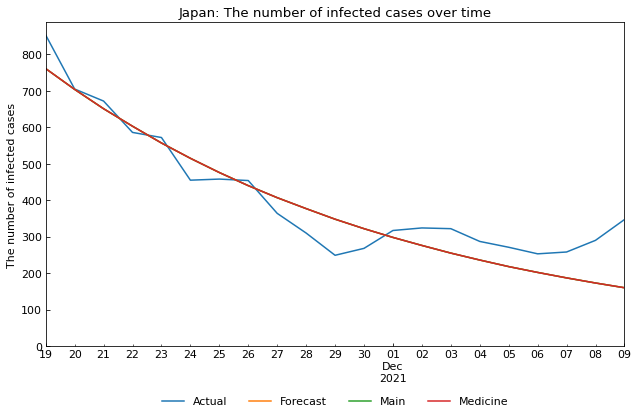 Japan: The number of infected cases over time
The number of infected cases
800
700
600
500
400
300
200
100
0
19 20 21 22 23 24 25 26 27 28 29 30 01 02 03 04 05 06 07 08 09
Dec
2021
Actual Forecast Main Medicine